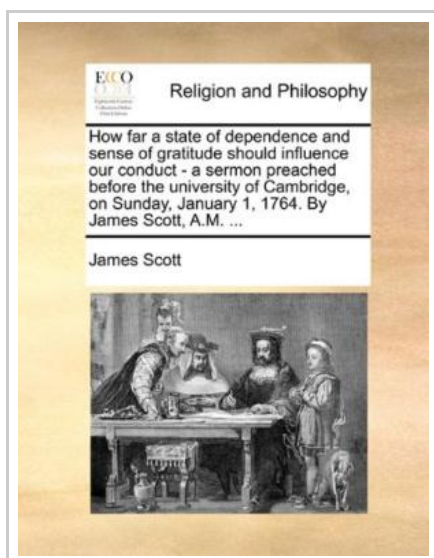 ECCO
Religion and Philosophy
How far a state of dependence and
sense of gratitude should influence
our conduct - a sermon preached
before the university of Cambridge,
on Sunday, January 1, 1764. By
James Scott, A.M. ...
James Scott